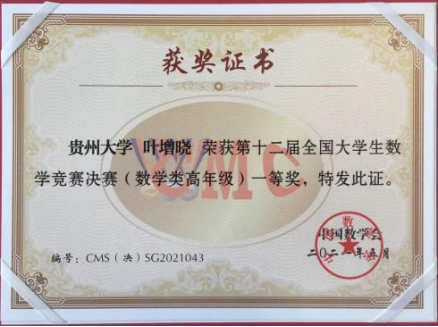 获奖证书
贵州大学 叶增晓 荣获第十二届全国大学生数
学竞赛决赛（数学类高年级）一等奖，特发此证。
中国数学会
编号：CMS（决）SG2021043
二〇二一年五月
CMC